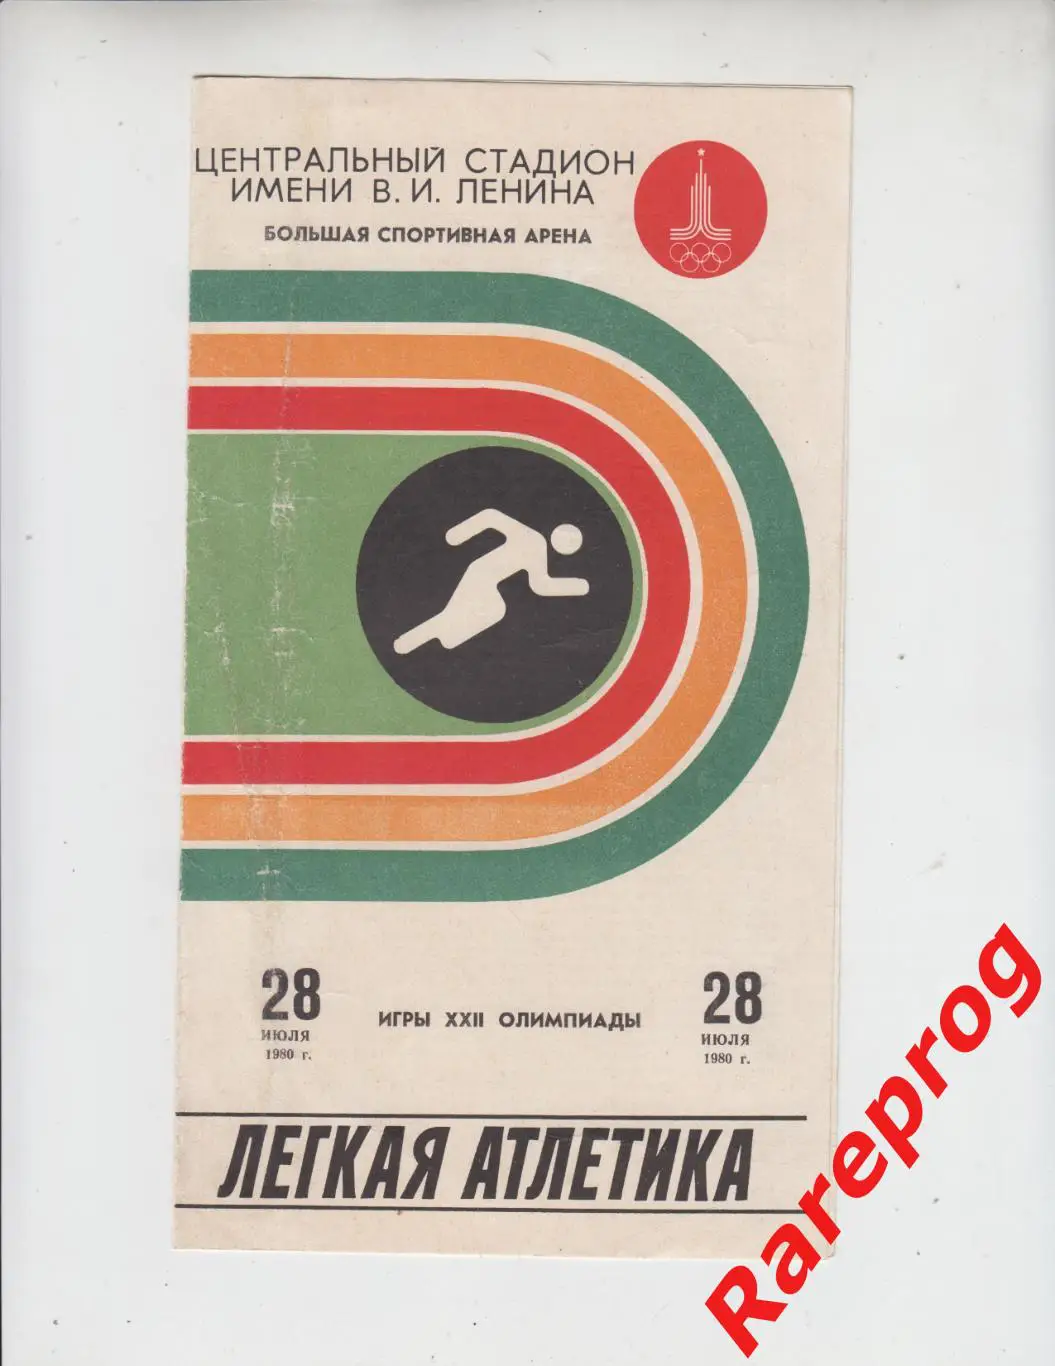 ЦЕНТРАЛЬНЫЙ СТАДИОН
ИМЕНИ В. И. ЛЕНИНА
БОЛЬШАЯ СПОРТИВНАЯ АРЕНА
28
ИЮЛЯ
1980 г.
ИГРЫ XXII ОЛИМПИАДЫ
28
ИЮЛЯ
1980 г.
ЛЕГКАЯ АТЛЕТИКА
Rareprog